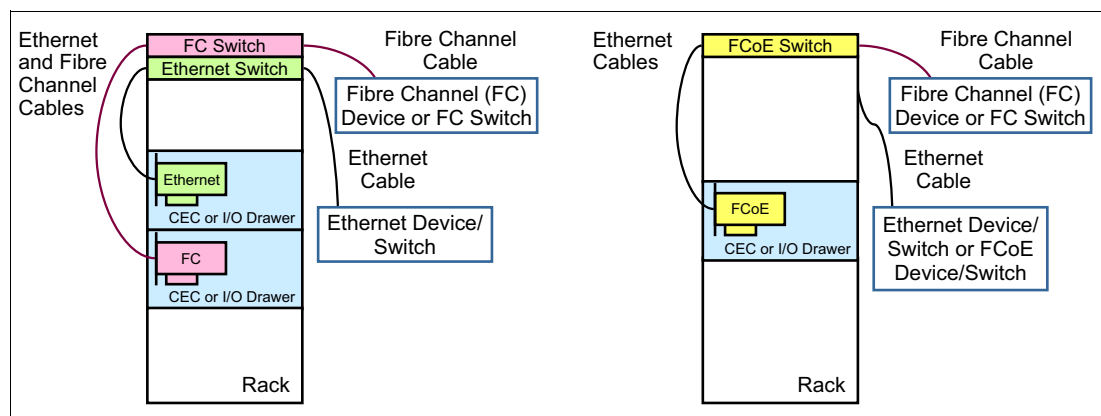 Ethernet
and Fibre
Channel
Cables
FC Switch
Ethernet Switch
Fibre Channel
Cable
Fibre Channel (FC)
Device or FC Switch
Ethernet
Cable
Ethernet Device/
Switch
Ethernet
CEC or I/O Drawer
FC
CEC or I/O Drawer
Rack
Ethernet
Cables
FCoE Switch
Fibre Channel
Cable
Fibre Channel (FC)
Device or FC Switch
Ethernet
Cable
Ethernet Device/
Switch or FCoE
Device/Switch
FCoE
CEC or I/O Drawer
Rack